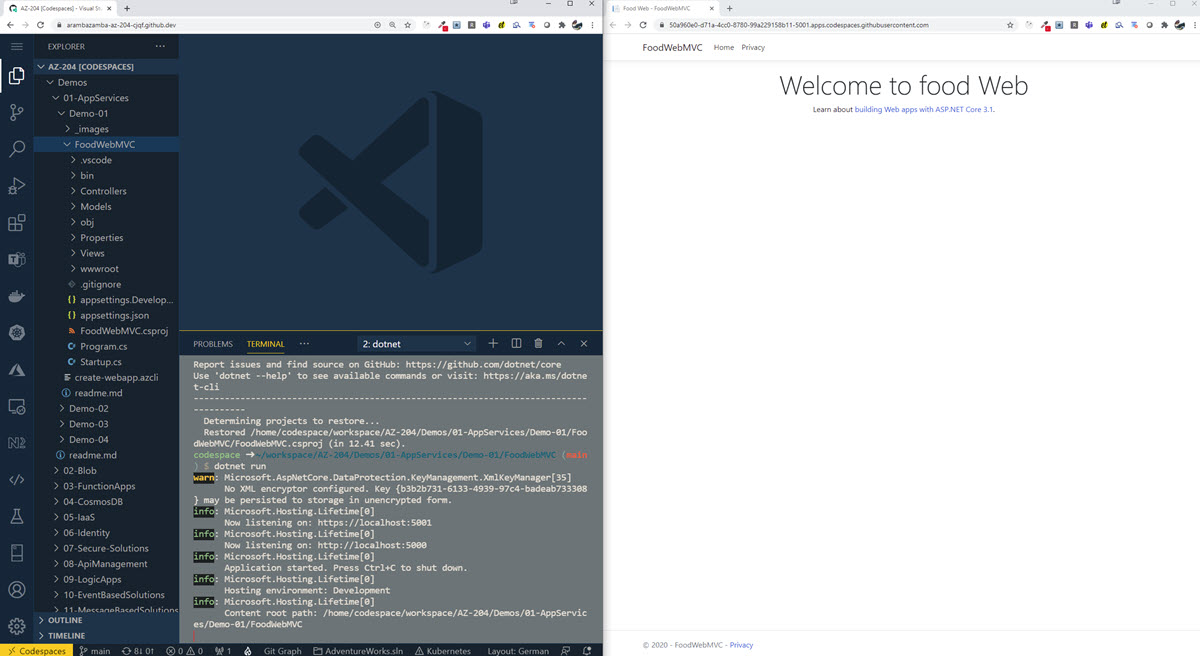 AZ-204 [Codespaces] - Visual St
arambazamba-az-204-cjqf.github.dev
EXPLORER
AZ-204 [CODESPACES]
Demos
01-AppServices
Demo-01
_images
FoodWebMVC
.vscode
bin
Controllers
Models
obj
Properties
Views
wwwroot
.gitignore
appsettings.Develop...
appsettings.json
FoodWebMVC.csproj
Program.cs
Startup.cs
create-webapp.azcli
readme.md
Demo-02
Demo-03
Demo-04
readme.md
02-Blob
03-FunctionApps
04-CosmosDB
05-IaaS
06-Identity
07-Secure-Solutions
08-ApiManagement
09-LogicApps
10-EventBasedSolutions
11-MessageBasedSolutions
OUTLINE
TIMELINE
PROBLEMS TERMINAL ... 2: dotnet
Report issues and find source on GitHub: https://github.com/dotnet/core
Use 'dotnet --help' to see available commands or visit: https://aka.ms/dotne
t-cli
----------------------------------------------------------------------------
----------
Determining projects to restore...
Restored /home/codespace/workspace/AZ-204/Demos/01-AppServices/Demo-01/Foo
dWebMVC/FoodWebMVC.csproj (in 12.41 sec).
codespace ➜ ~/workspace/AZ-204/Demos/01-AppServices/Demo-01/FoodWebMVC (main
) $ dotnet run
warn: Microsoft.AspNetCore.DataProtection.KeyManagement.XmlKeyManager[35]
No XML encryptor configured. Key {b3b2b731-6133-4939-97c4-badeab733308
} may be persisted to storage in unencrypted form.
info: Microsoft.Hosting.Lifetime[0]
Now listening on: https://localhost:5001
info: Microsoft.Hosting.Lifetime[0]
Now listening on: http://localhost:5000
info: Microsoft.Hosting.Lifetime[0]
Application started. Press Ctrl+C to shut down.
info: Microsoft.Hosting.Lifetime[0]
Hosting environment: Development
info: Microsoft.Hosting.Lifetime[0]
Content root path: /home/codespace/workspace/AZ-204/Demos/01-AppServic
es/Demo-01/FoodWebMVC
Codespaces main 8↓ 0↑ 0 0 1 Git Graph AdventureWorks.sln Kubernetes Layout: German
Food Web - FoodWebMVC
50a960e0-d71a-4cc0-8780-99a229158b11-5001.apps.codespaces.githubusercontent.com
FoodWebMVC Home Privacy
Welcome to food Web
Learn about building Web apps with ASP.NET Core 3.1.
© 2020 - FoodWebMVC - Privacy